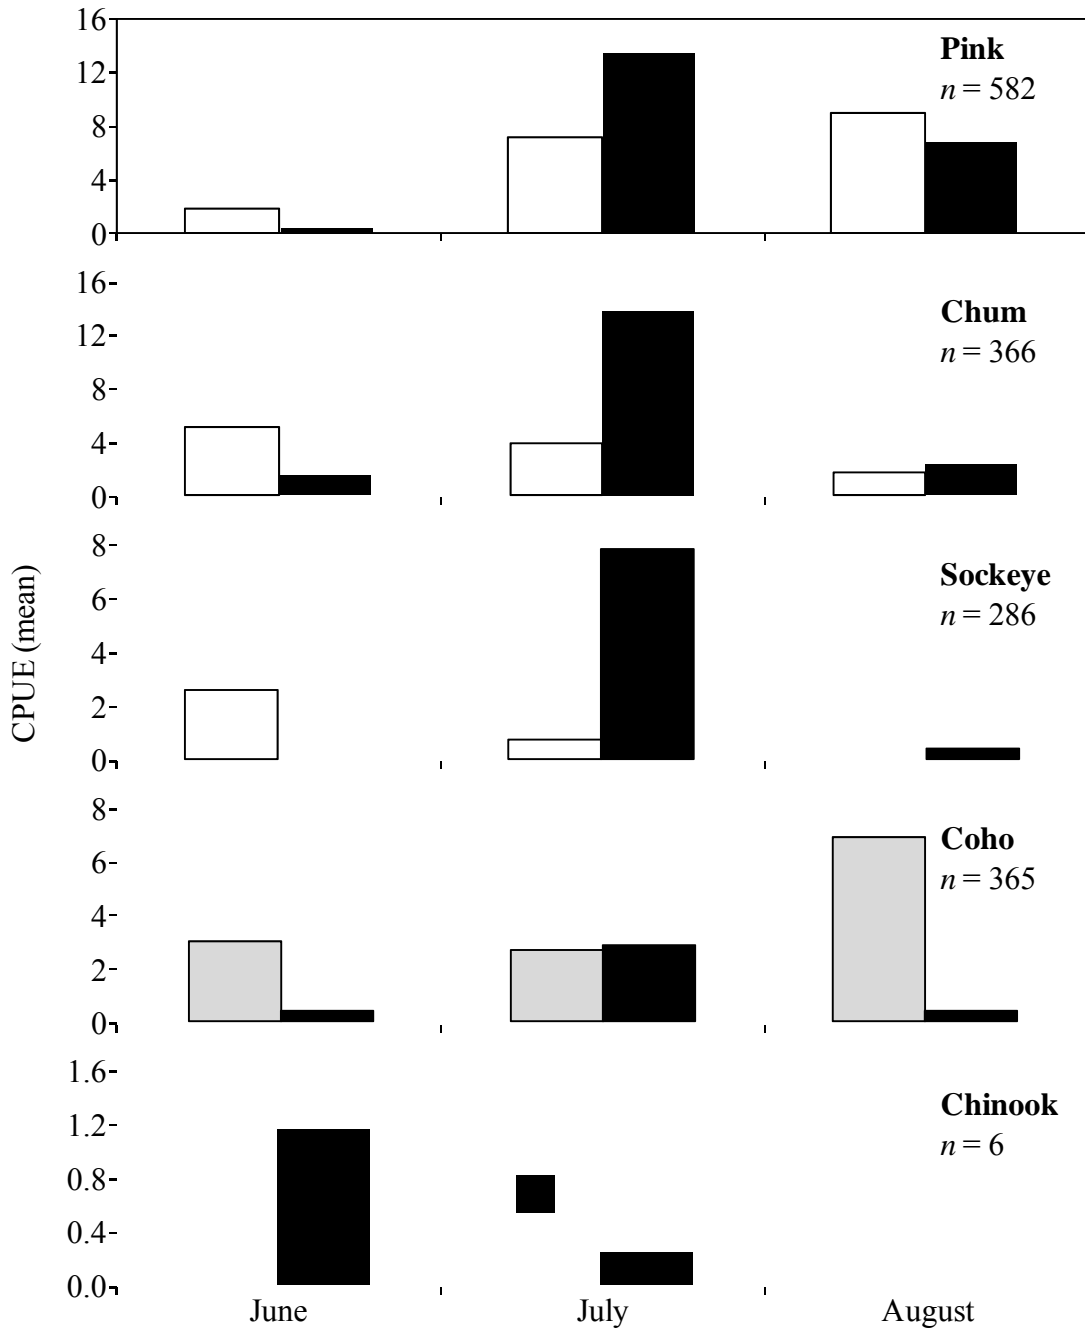 16
12
8
4
0
Pink
n = 582
16
12
8
4
0
Chum
n = 366
CPUE (mean)
8
6
4
2
0
Sockeye
n = 286
8
6
4
2
0
Coho
n = 365
1.6
1.2
0.8
0.4
0.0
Chinook
n = 6
June July August